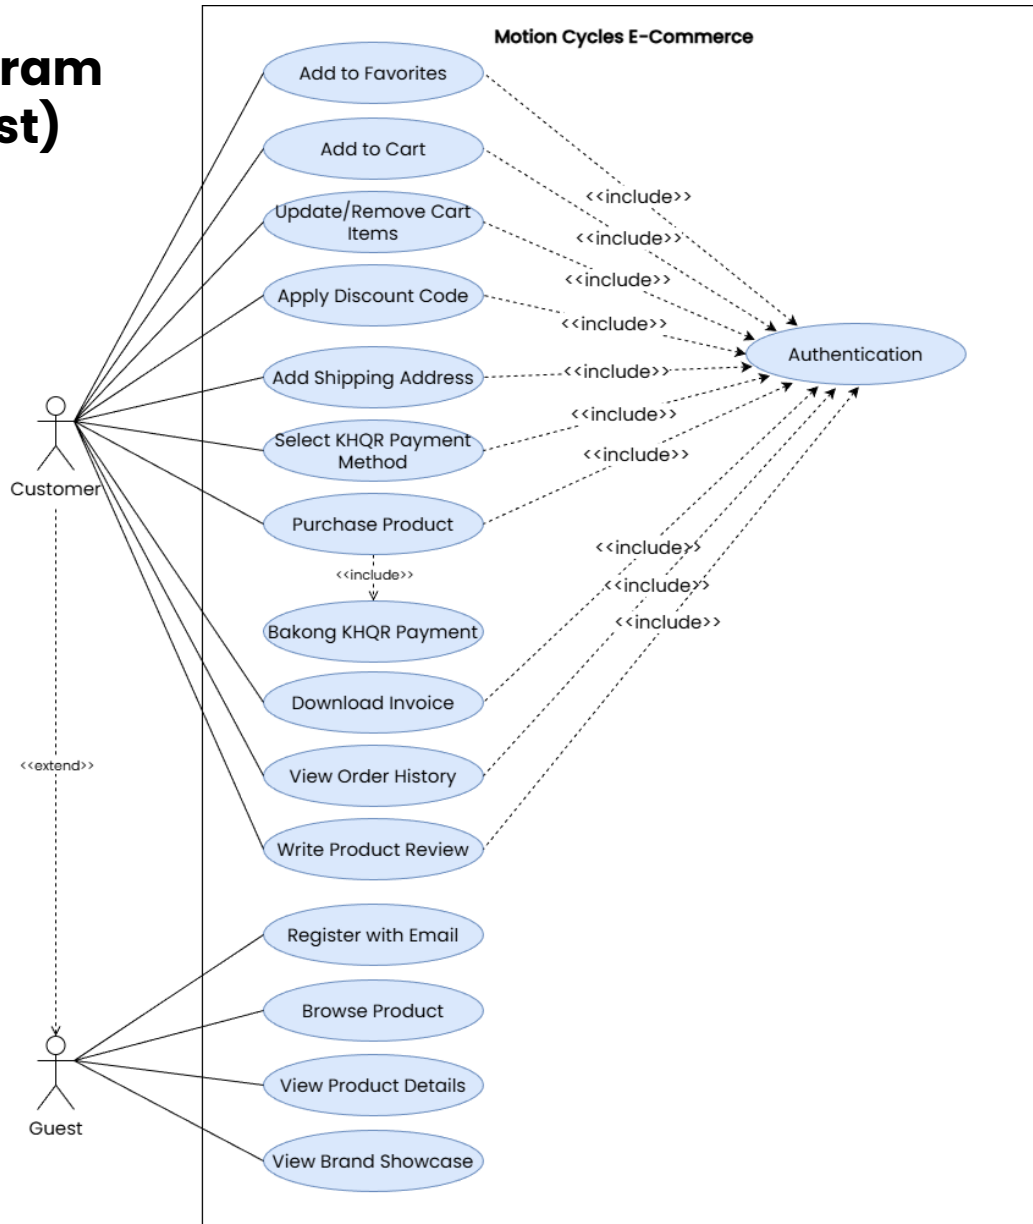 ram
st)
Motion Cycles E-Commerce
Add to Favorites
Add to Cart
<<include>>
Update/Remove Cart
Items
<<include>>
<<include>>
Apply Discount Code
<<include>>
Authentication
Add Shipping Address
<<include>>
<<include>>
Select KHQR Payment
Method
<<include>>
Customer
Purchase Product
<<include>>
<<include>>
<<include>>
<<include>>
Bakong KHQR Payment
Download Invoice
<<extend>>
View Order History
Write Product Review
Register with Email
Browse Product
View Product Details
Guest
View Brand Showcase